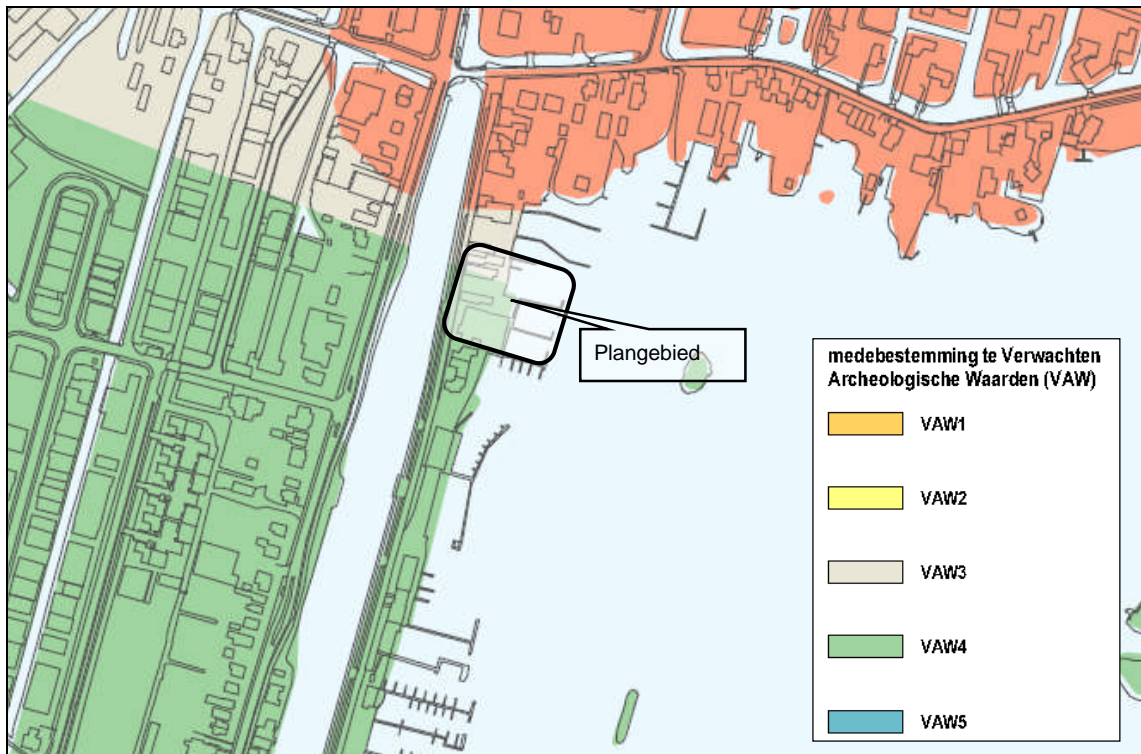 Plangebied
medebestemming te Verwachten
Archeologische Waarden (VAW)
VAW1
VAW2
VAW3
VAW4
VAW5